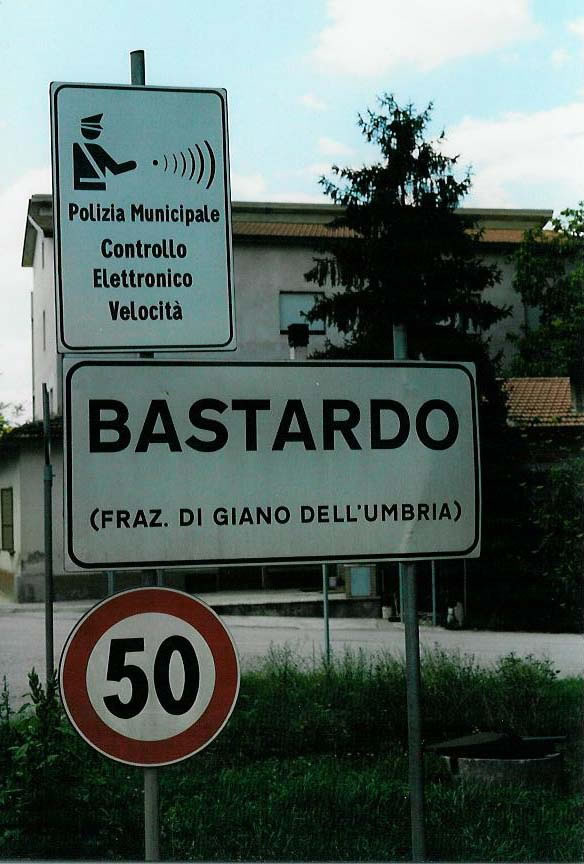 Polizia Municipale
Controllo
Elettronico
Velocità
BASTARDO
(FRAZ. DI GIANO DELL'UMBRIA)
50